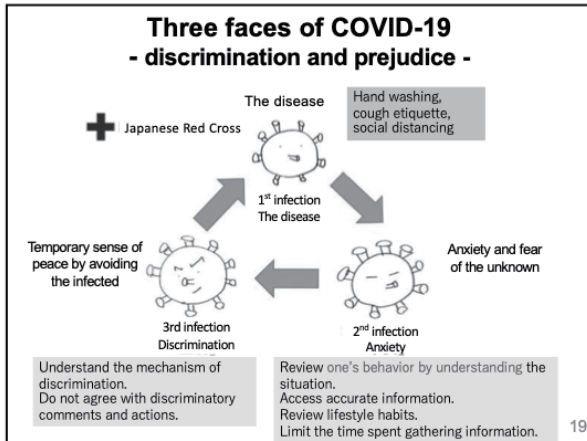 Three faces of COVID-19
- discrimination and prejudice -
The disease
Hand washing,
cough etiquette,
social distancing
Japanese Red Cross
1st infection
The disease
Temporary sense of
peace by avoiding
the infected
Anxiety and fear
of the unknown
3rd infection
Discrimination
2nd infection
Anxiety
Understand the mechanism of
discrimination.
Do not agree with discriminatory
comments and actions.
Review one's behavior by understanding the
situation.
Access accurate information.
Review lifestyle habits.
Limit the time spent gathering information.
19